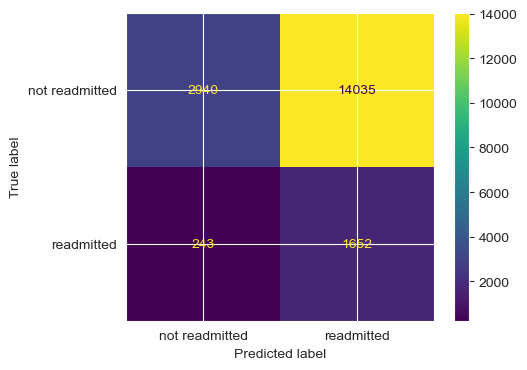 14000
not readmitted 2940 14035
12000
10000
True label
8000
6000
readmitted 243 1652
4000
2000
not readmitted readmitted
Predicted label